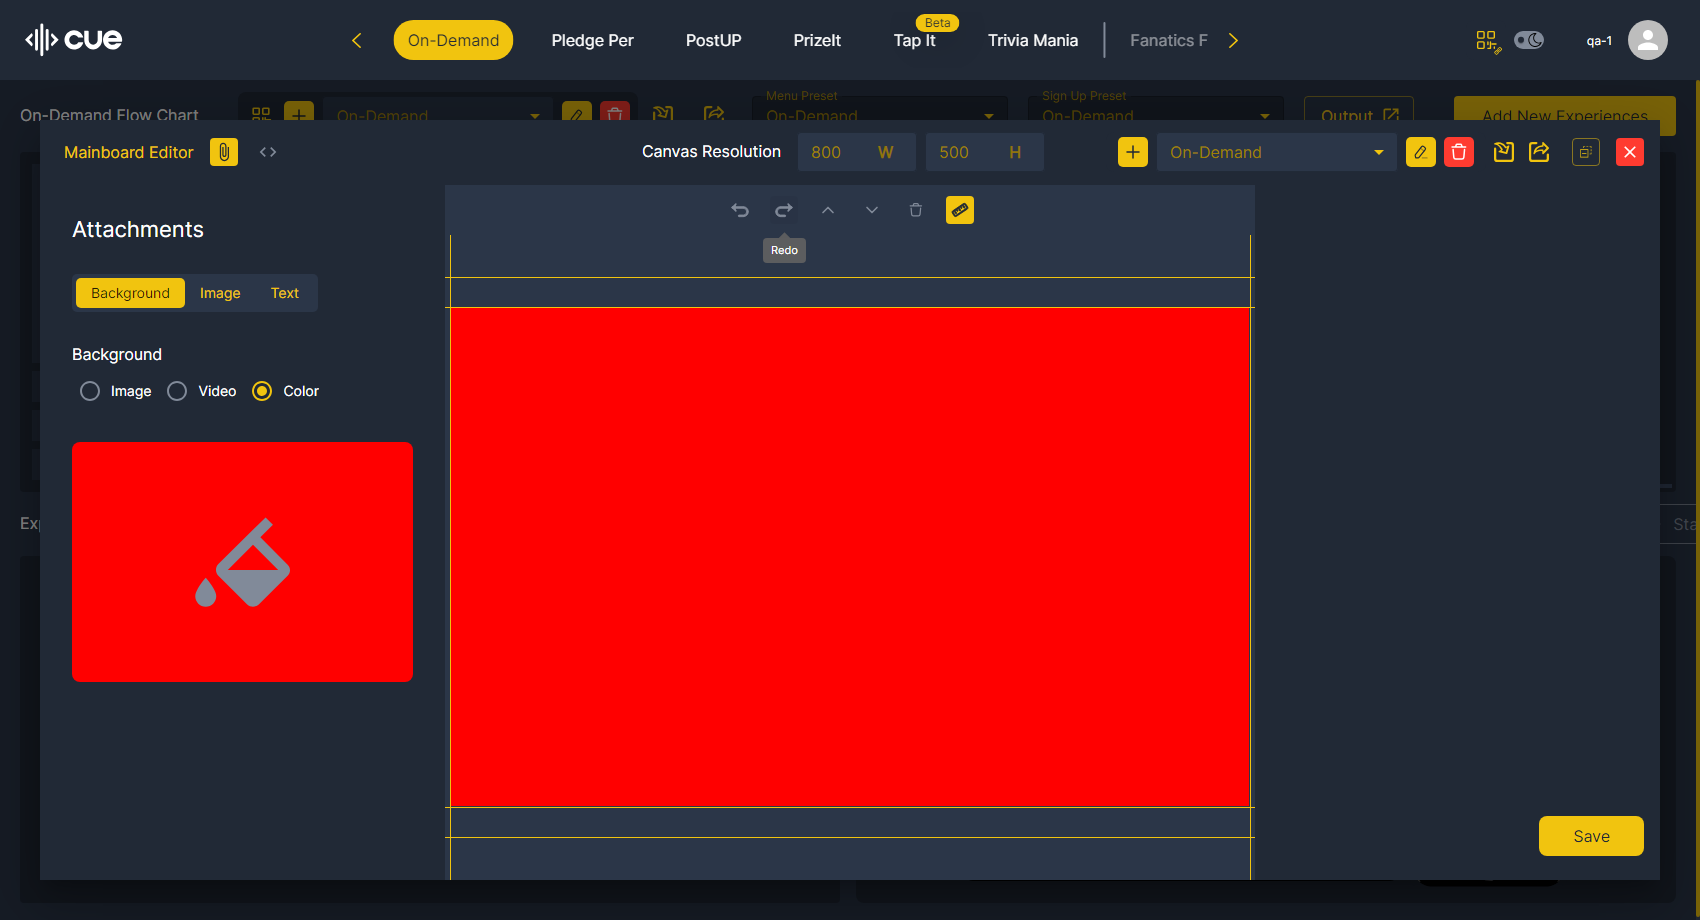 cue
On-Demand
Pledge Per
PostUP
PrizeIt
Beta
Tap It
Trivia Mania
Fanatics F
qa-1
On-Demand Flow Chart
On-Demand
Menu Preset
On-Demand
Sign Up Preset
On-Demand
Output
Add New Experiences
Mainboard Editor
Canvas Resolution
800 W
500 H
On-Demand
Attachments
Redo
Background
Image
Text
Background
Image
Video
Color
Exp
Sta
Save